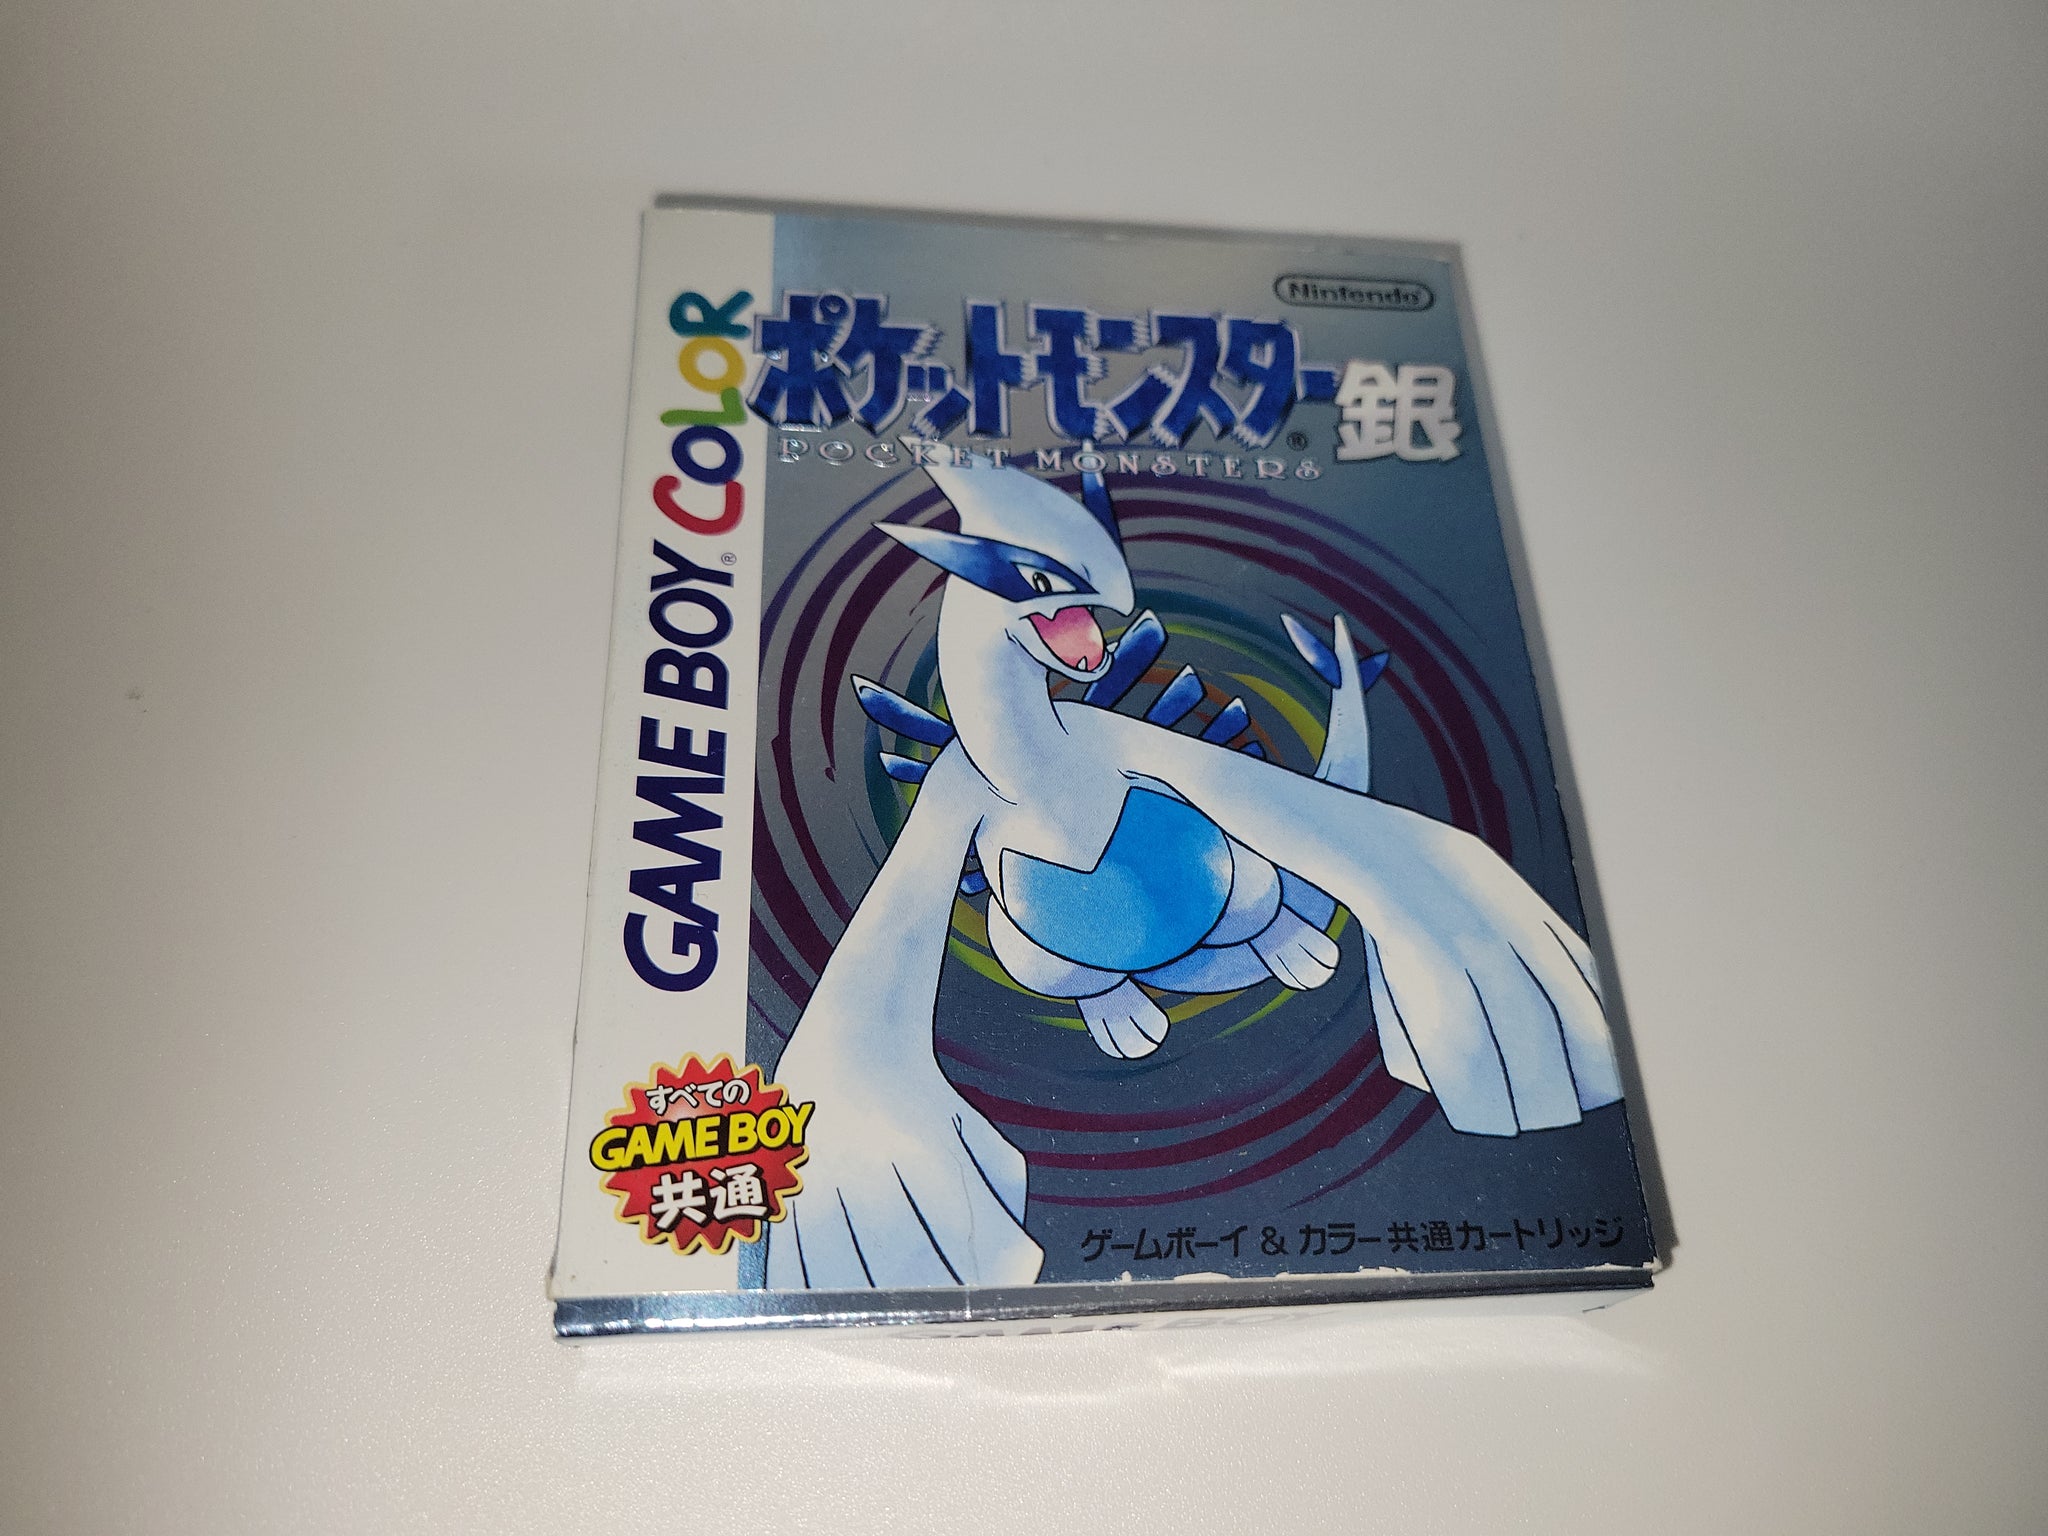 Nintendo
ポケットモンスター銀
®
POCKET MONSTERS
GAME BOY COLOR
®
すべての
GAME BOY
共通
ゲームボーイ & カラー共通カートリッジ
GAME BOY